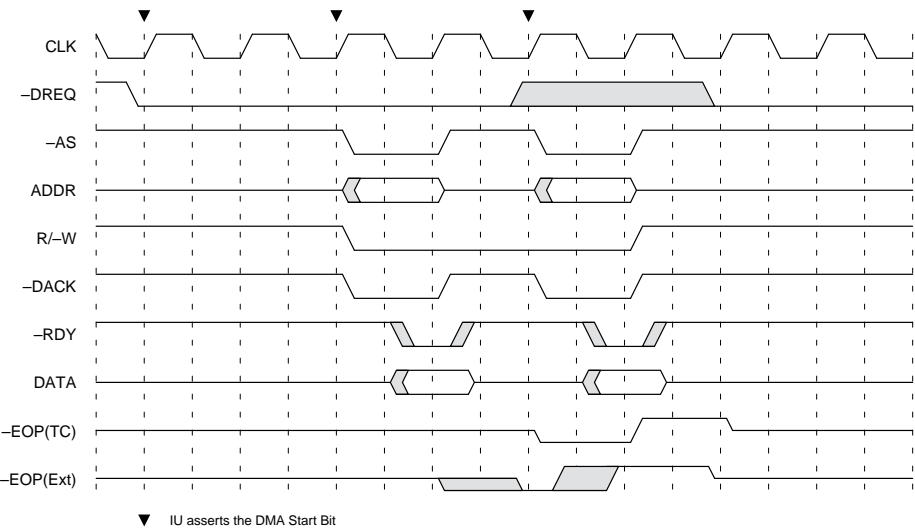 CLK
–DREQ
–AS
ADDR
R/–W
–DACK
–RDY
DATA
–EOP(TC)
–EOP(Ext)
▼ IU asserts the DMA Start Bit